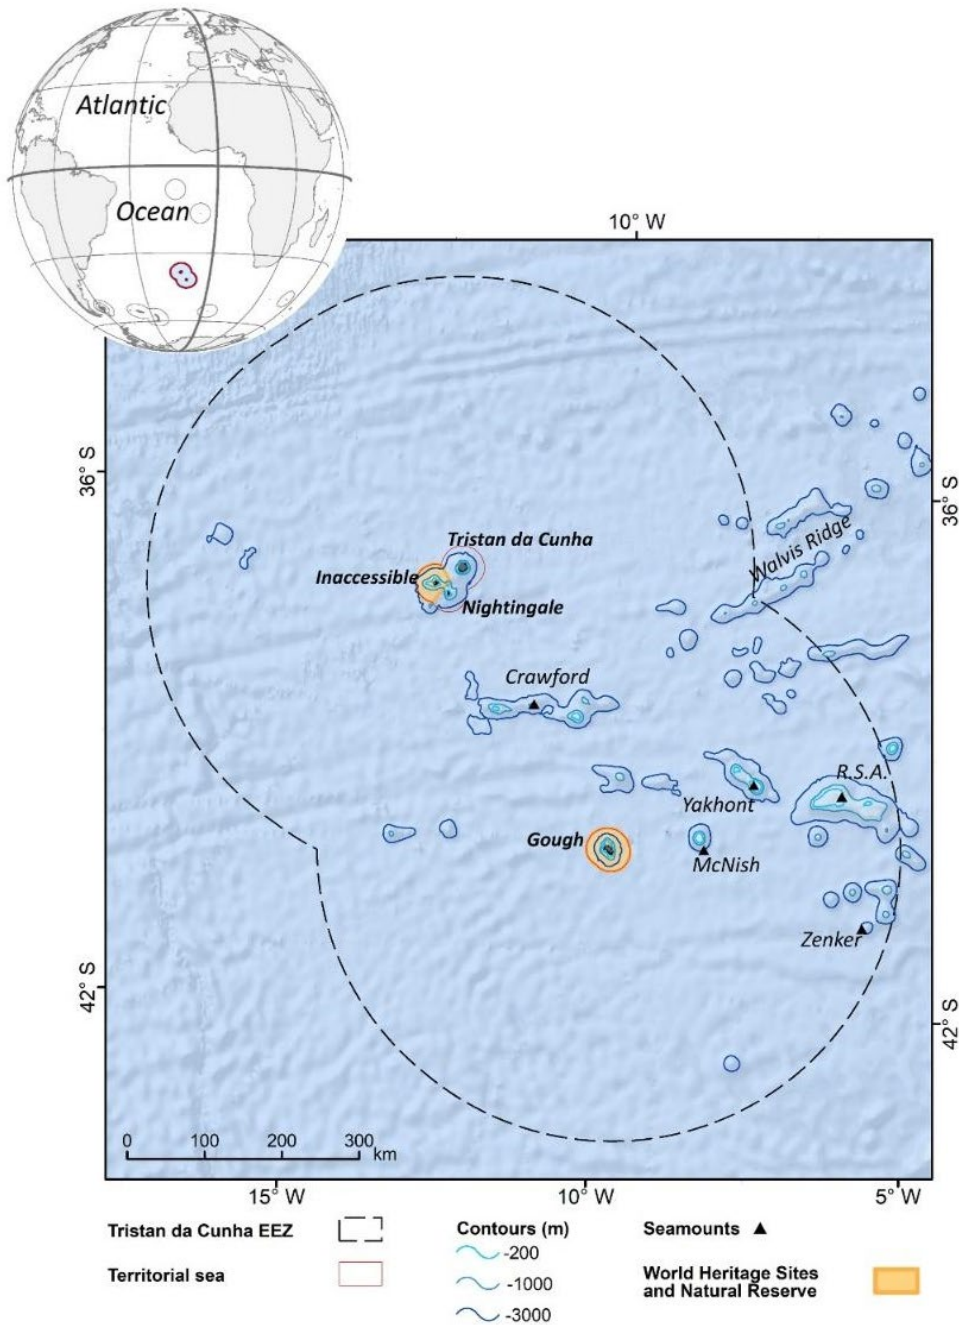 Atlantic
Ocean
10° W
36° S
36° S
Walvis Ridge
Tristan da Cunha
Inaccessible
Nightingale
Crawford
R.S.A.
Yakhont
Gough
McNish
Zenker
42° S
42° S
0 100 200 300 km
15° W 10° W 5° W
Tristan da Cunha EEZ
Territorial sea
Contours (m)
-200
-1000
-3000
Seamounts
World Heritage Sites
and Natural Reserve